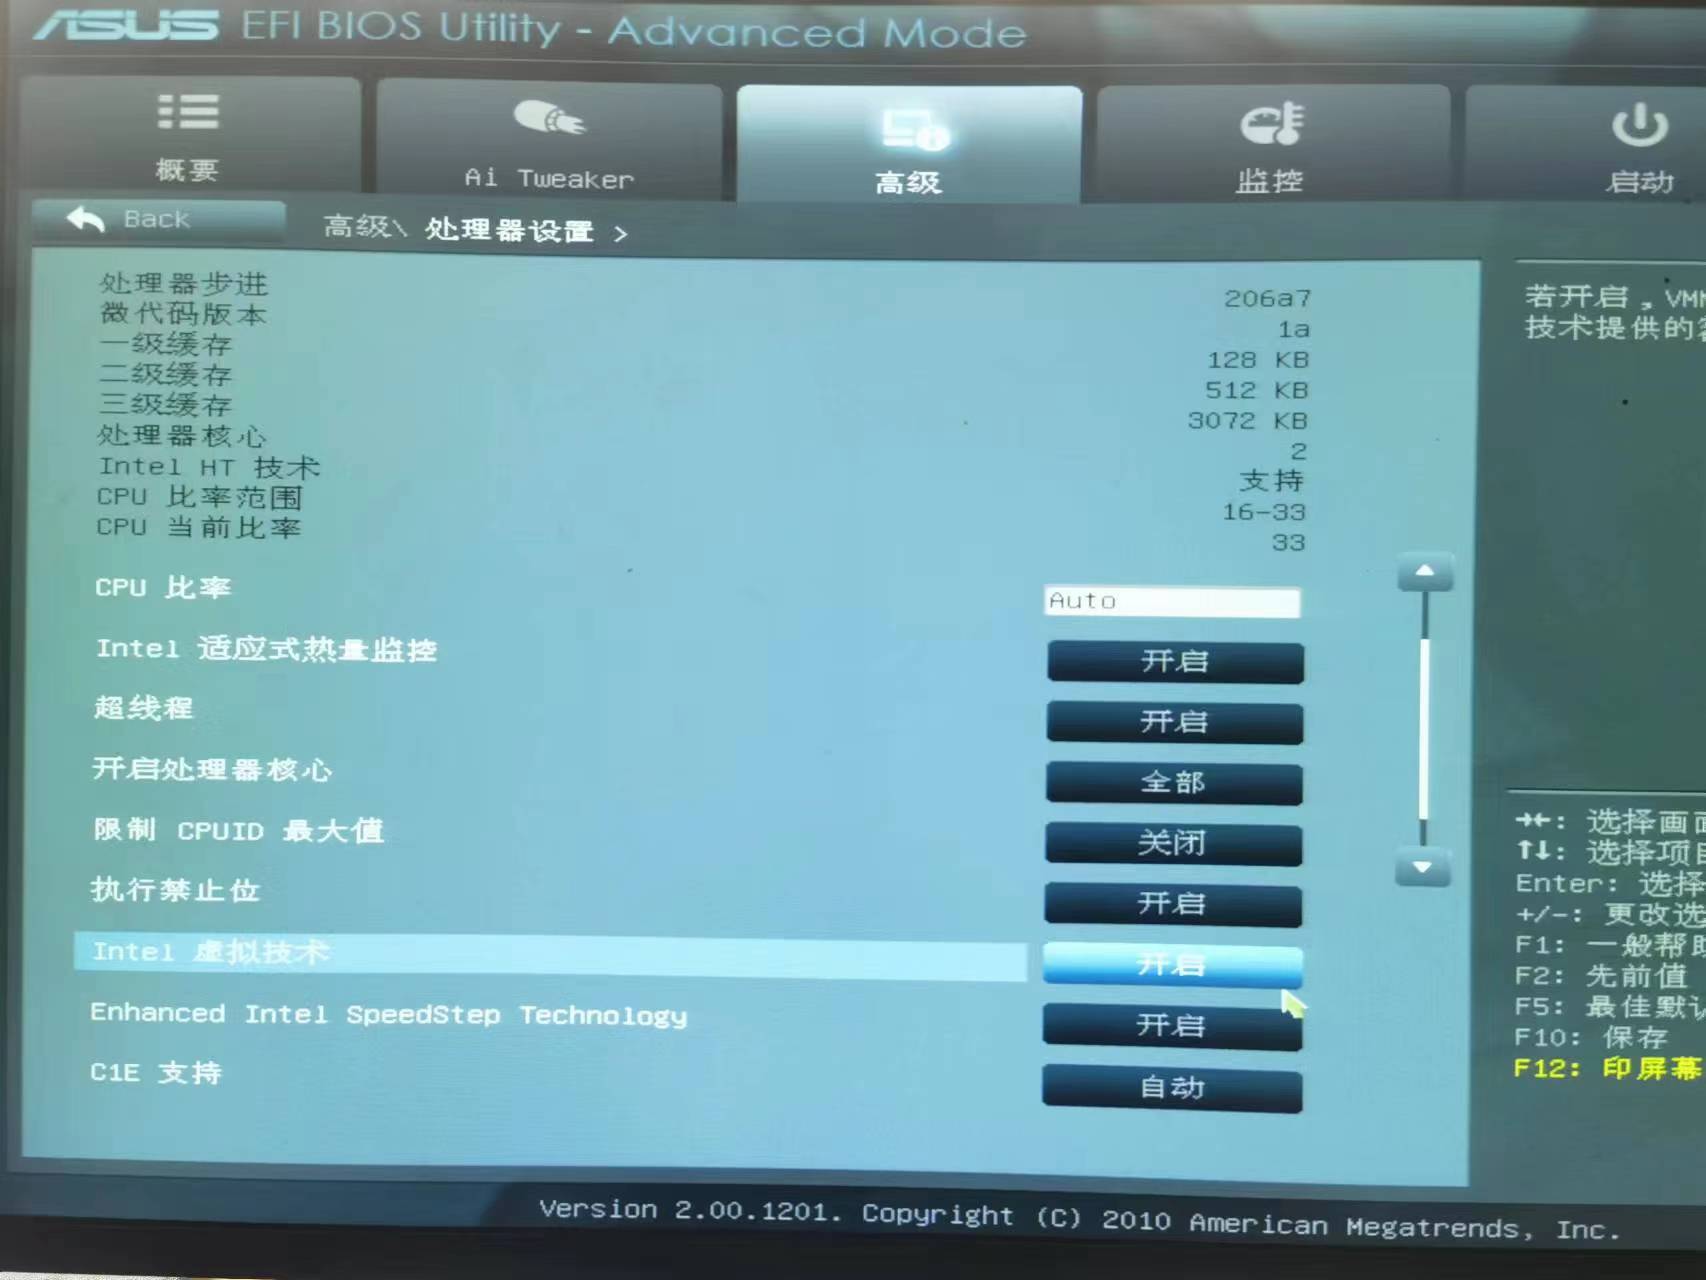 ASUS EFI BIOS Utility - Advanced Mode
概要
Ai Tweaker
高级
监控
启动
Back
高级\ 处理器设置 >
处理器步进 206a7
微代码版本 1a
一级缓存 128 KB
二级缓存 512 KB
三级缓存 3072 KB
处理器核心 2
Intel HT 技术 支持
CPU 比率范围 16-33
CPU 当前比率 33
CPU 比率 Auto
Intel 适应式热量监控 开启
超线程 开启
开启处理器核心 全部
限制 CPUID 最大值 关闭
执行禁止位 开启
Intel 虚拟技术 开启
Enhanced Intel SpeedStep Technology 开启
C1E 支持 自动
若开启，VMM
技术提供的
→←: 选择画面
↑↓: 选择项目
Enter: 选择
+/-: 更改选
F1: 一般帮助
F2: 先前值
F5: 最佳默认
F10: 保存
F12: 印屏幕
Version 2.00.1201. Copyright (C) 2010 American Megatrends, Inc.